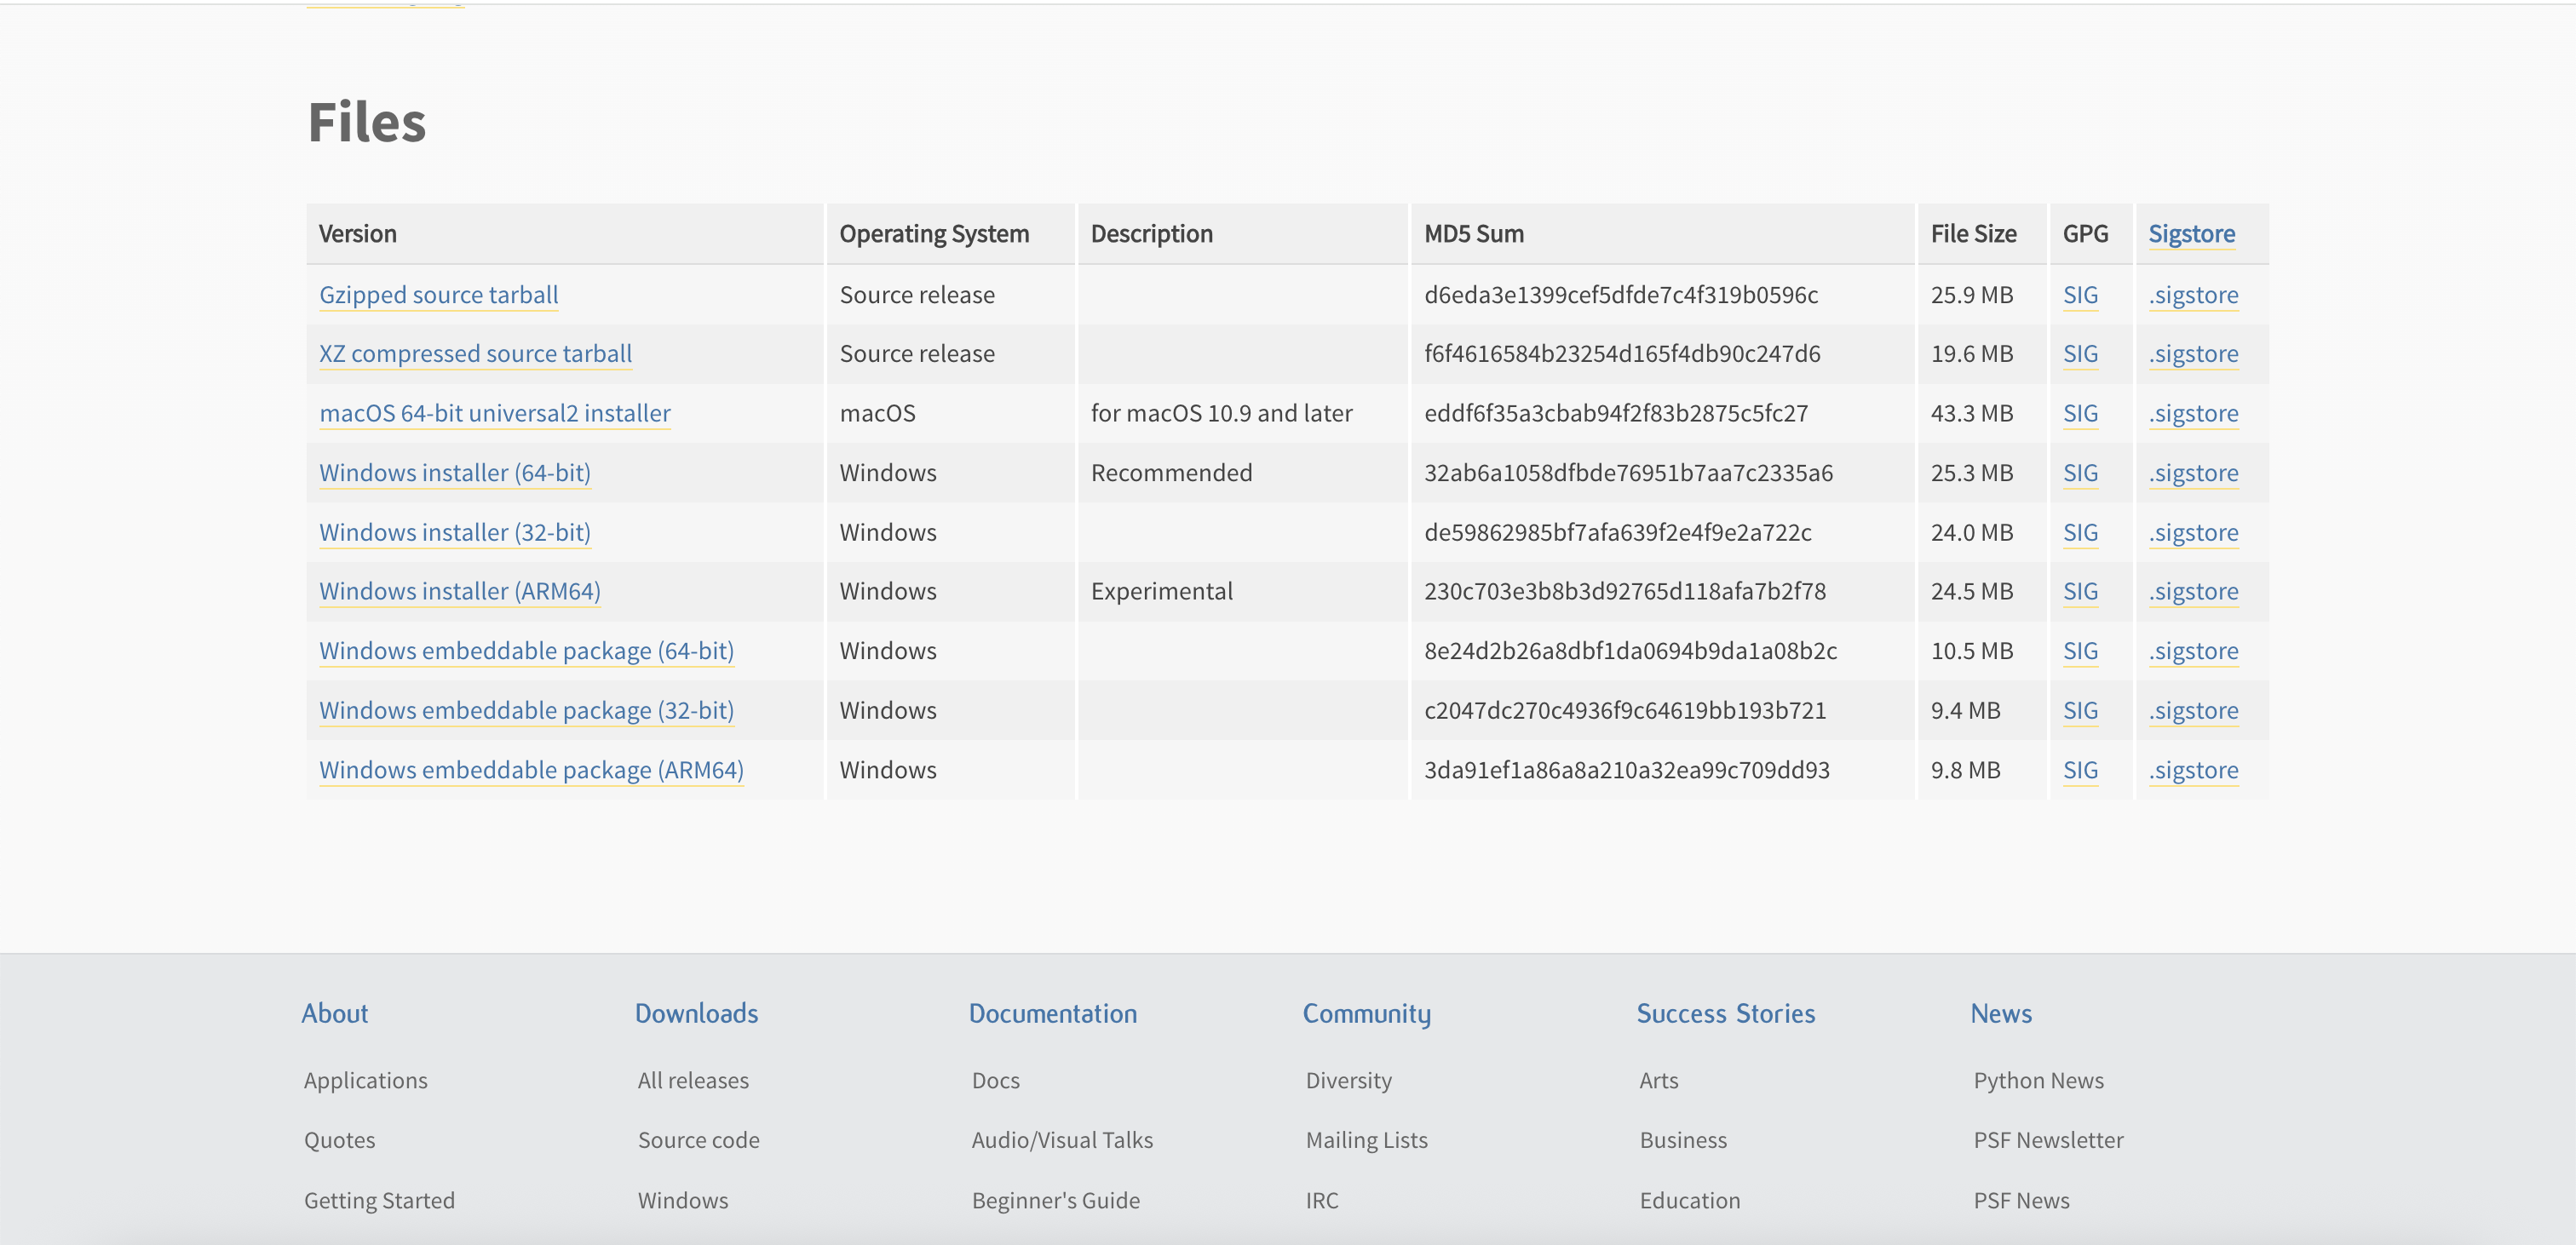 Files
Version Operating System Description MD5 Sum File Size GPG Sigstore
Gzipped source tarball Source release d6eda3e1399cef5dfde7c4f319b0596c 25.9 MB SIG .sigstore
XZ compressed source tarball Source release f6f4616584b23254d165f4db90c247d6 19.6 MB SIG .sigstore
macOS 64-bit universal2 installer macOS for macOS 10.9 and later eddf6f35a3cbab94f2f83b2875c5fc27 43.3 MB SIG .sigstore
Windows installer (64-bit) Windows Recommended 32ab6a1058dfbde76951b7aa7c2335a6 25.3 MB SIG .sigstore
Windows installer (32-bit) Windows de59862985bf7afa639f2e4f9e2a722c 24.0 MB SIG .sigstore
Windows installer (ARM64) Windows Experimental 230c703e3b8b3d92765d118afa7b2f78 24.5 MB SIG .sigstore
Windows embeddable package (64-bit) Windows 8e24d2b26a8dbf1da0694b9da1a08b2c 10.5 MB SIG .sigstore
Windows embeddable package (32-bit) Windows c2047dc270c4936f9c64619bb193b721 9.4 MB SIG .sigstore
Windows embeddable package (ARM64) Windows 3da91ef1a86a8a210a32ea99c709dd93 9.8 MB SIG .sigstore
About Downloads Documentation Community Success Stories News
Applications All releases Docs Diversity Arts Python News
Quotes Source code Audio/Visual Talks Mailing Lists Business PSF Newsletter
Getting Started Windows Beginner's Guide IRC Education PSF News